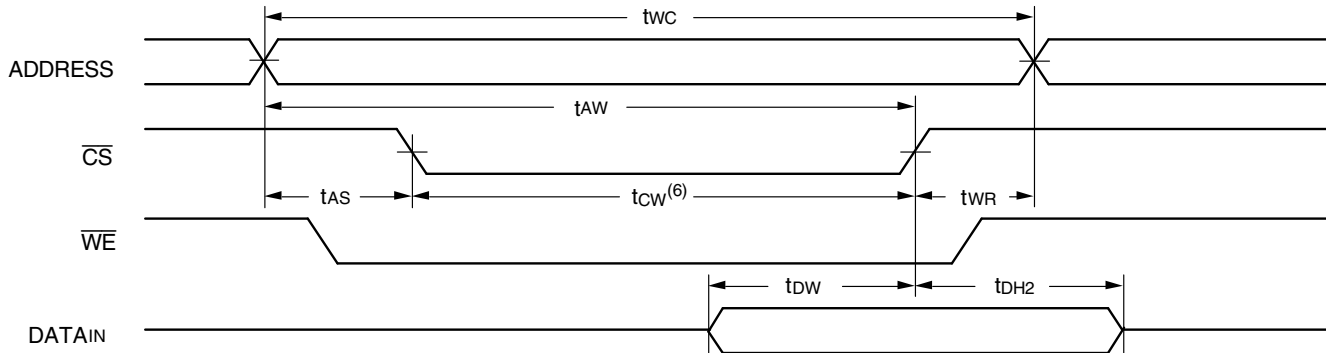 tWC
ADDRESS
tAW
CS
tAS tCW(6) tWR
WE
tDW tDH2
DATAIN